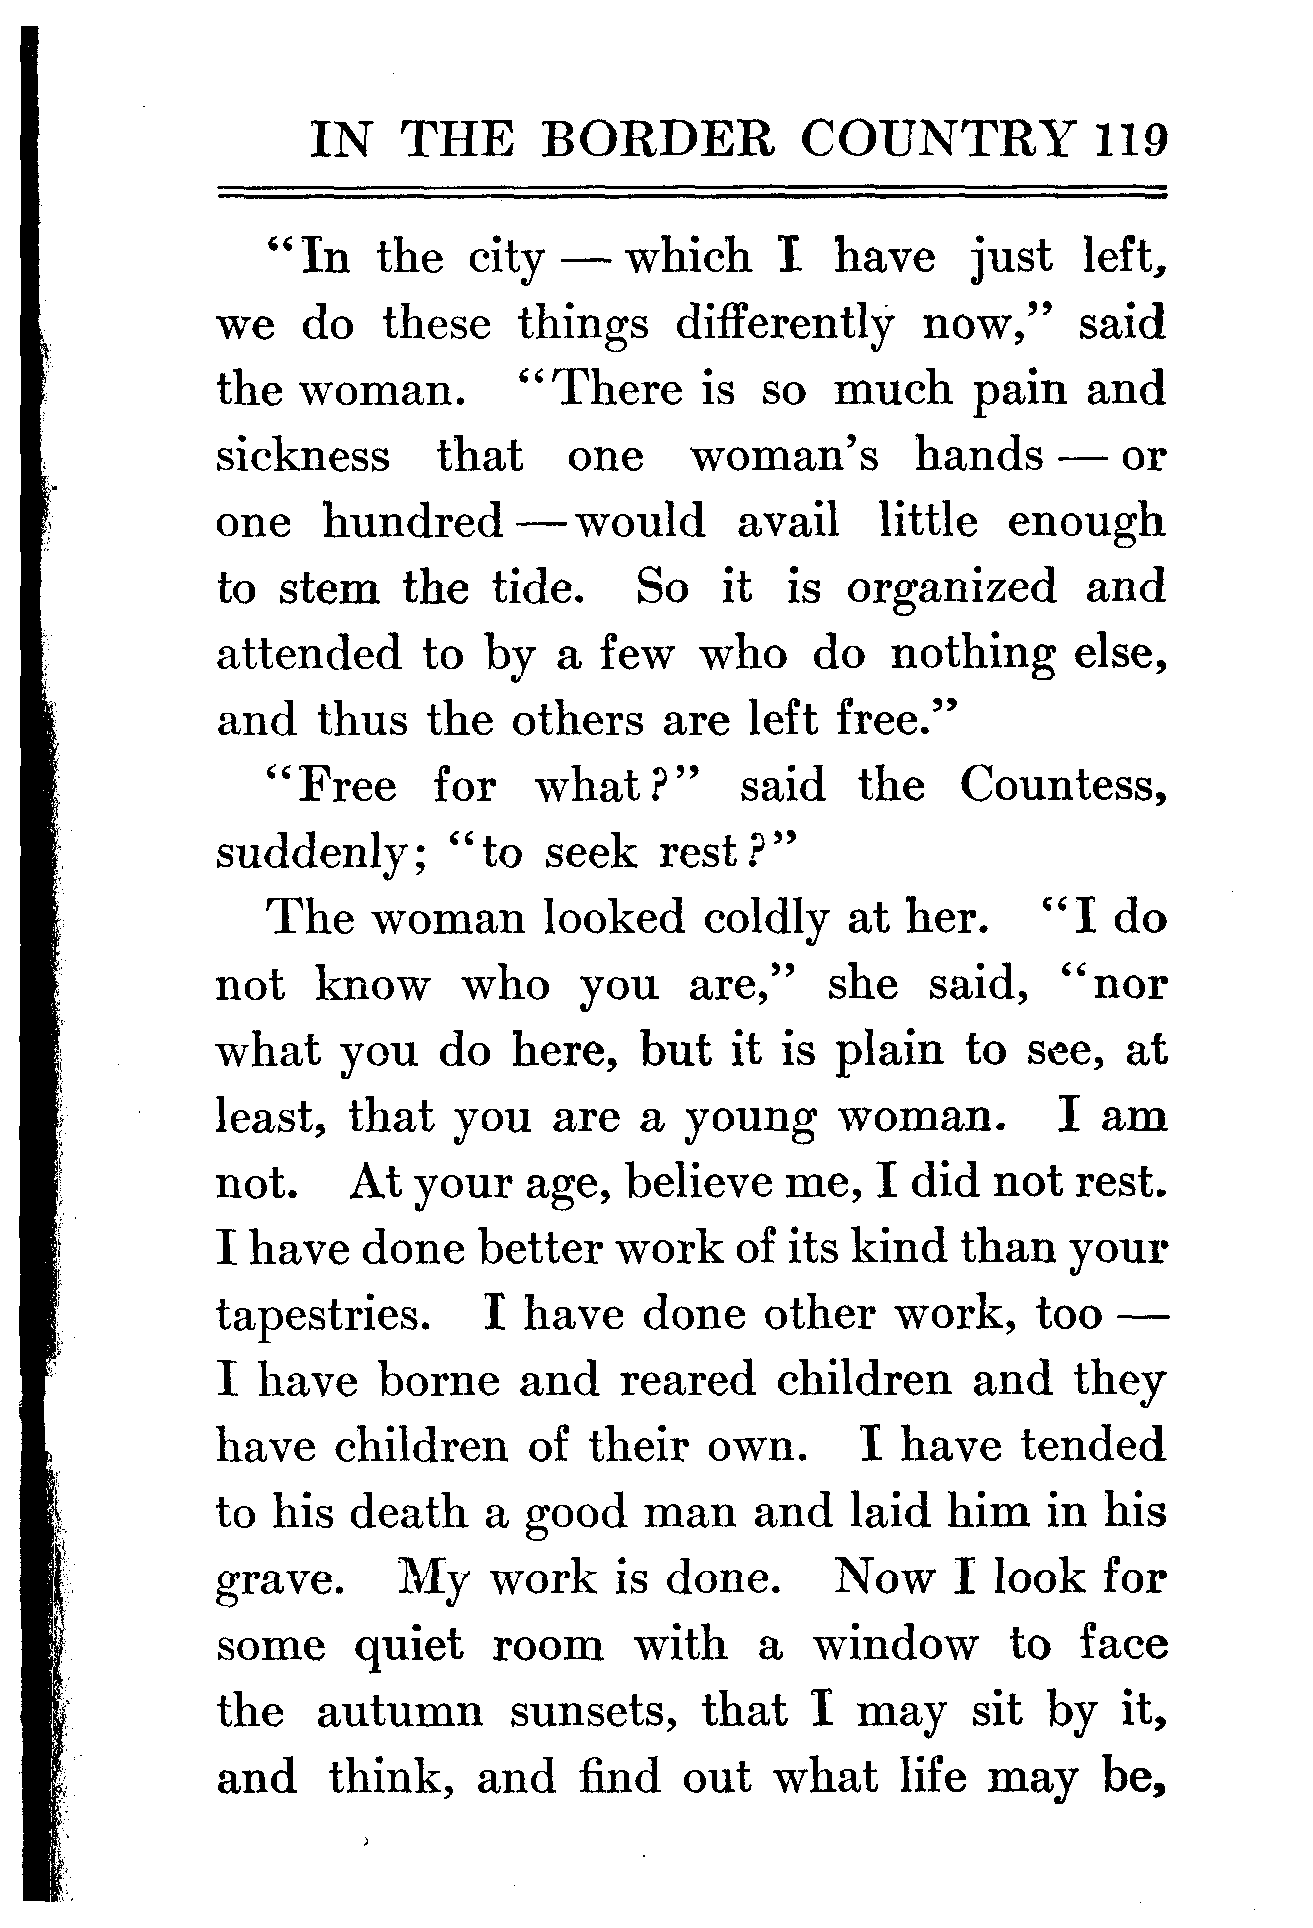 IN THE BORDER COUNTRY 119
“In the city — which I have just left,
we do these things differently now,” said
the woman. “There is so much pain and
sickness that one woman’s hands — or
one hundred — would avail little enough
to stem the tide. So it is organized and
attended to by a few who do nothing else,
and thus the others are left free.”
“Free for what?” said the Countess,
suddenly; “to seek rest?”
The woman looked coldly at her. “I do
not know who you are,” she said, “nor
what you do here, but it is plain to see, at
least, that you are a young woman. I am
not. At your age, believe me, I did not rest.
I have done better work of its kind than your
tapestries. I have done other work, too —
I have borne and reared children and they
have children of their own. I have tended
to his death a good man and laid him in his
grave. My work is done. Now I look for
some quiet room with a window to face
the autumn sunsets, that I may sit by it,
and think, and find out what life may be,